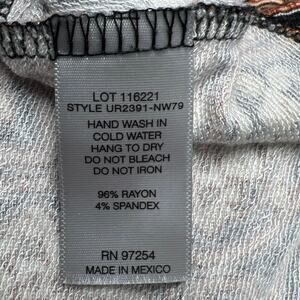 LOT 116221
STYLE UR2391-NW79
HAND WASH IN
COLD WATER
HANG TO DRY
DO NOT BLEACH
DO NOT IRON
96% RAYON
4% SPANDEX
RN 97254
MADE IN MEXICO